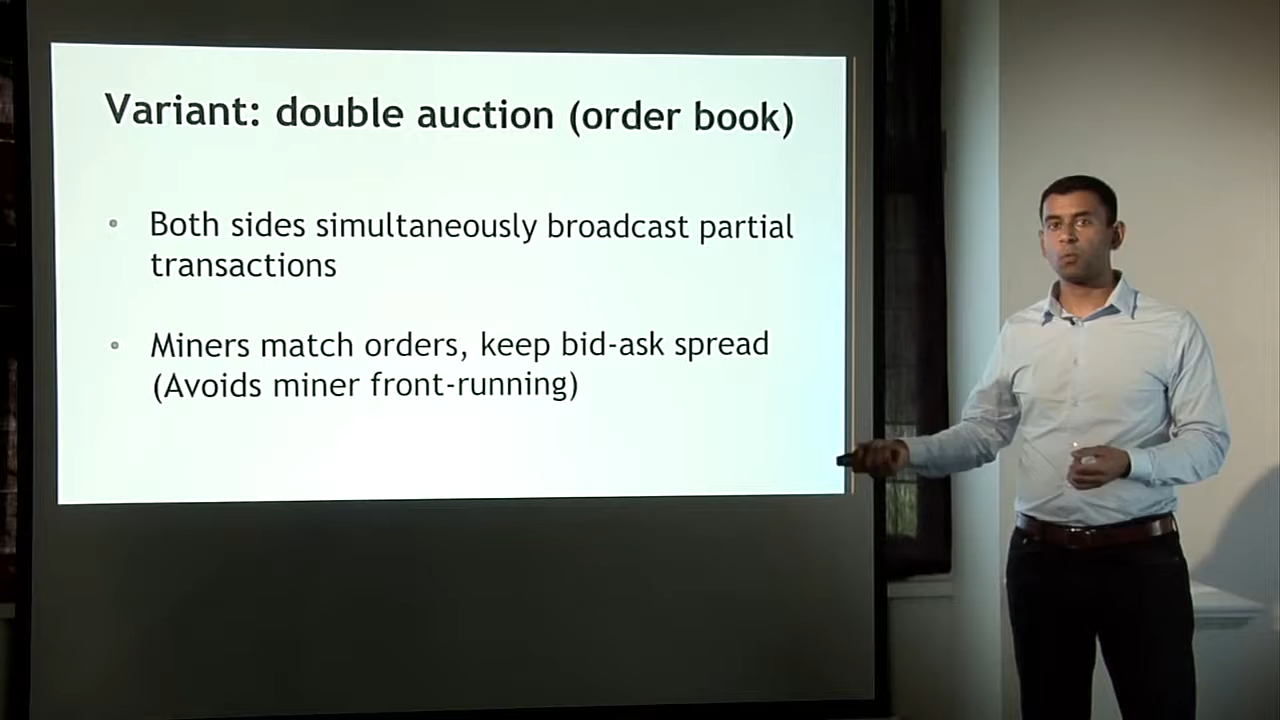 Variant: double auction (order book)
• Both sides simultaneously broadcast partial
transactions
• Miners match orders, keep bid-ask spread
(Avoids miner front-running)